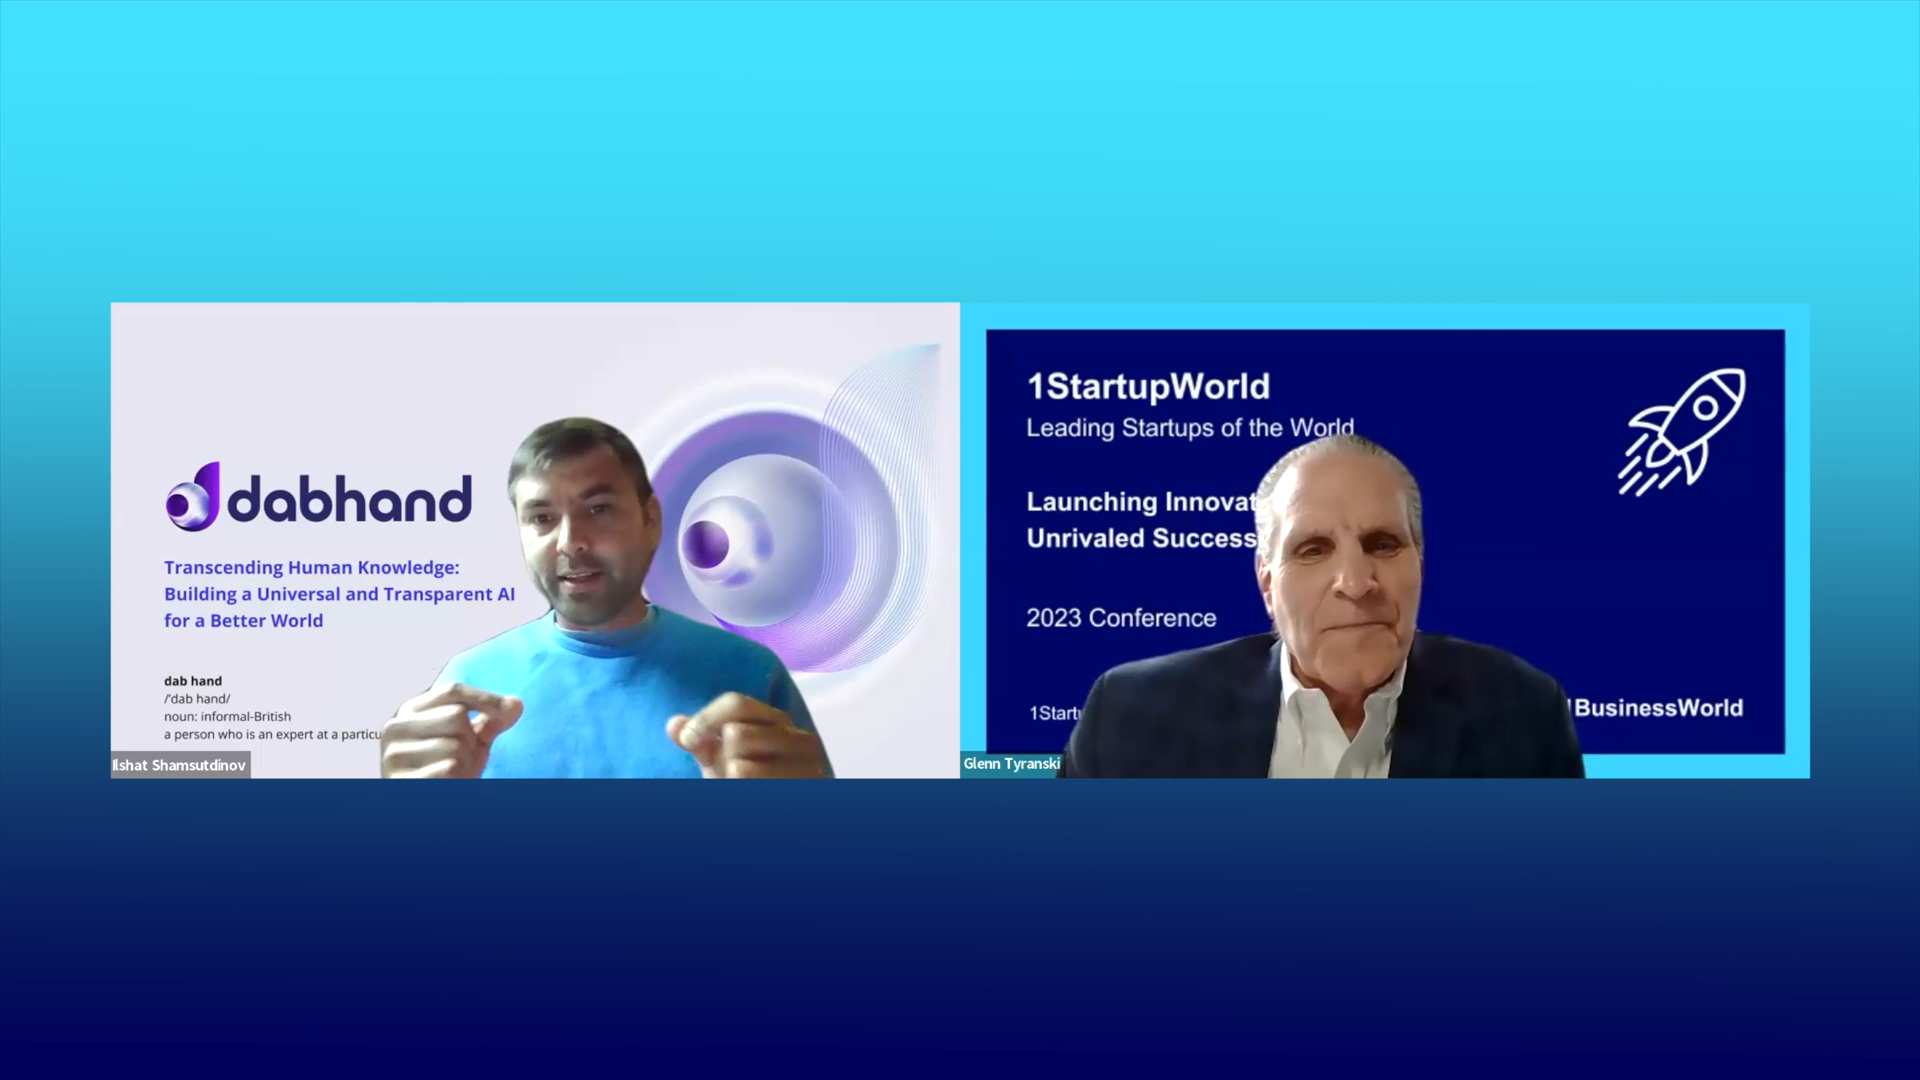 dabhand
Transcending Human Knowledge:
Building a Universal and Transparent AI
for a Better World
dab hand
/'dab hand/
noun: informal-British
a person who is an expert at a particu
Ilshat Shamsutdinov
1StartupWorld
Leading Startups of the World
Launching Innovat
Unrivaled Success
2023 Conference
1Startu
1BusinessWorld
Glenn Tyranski